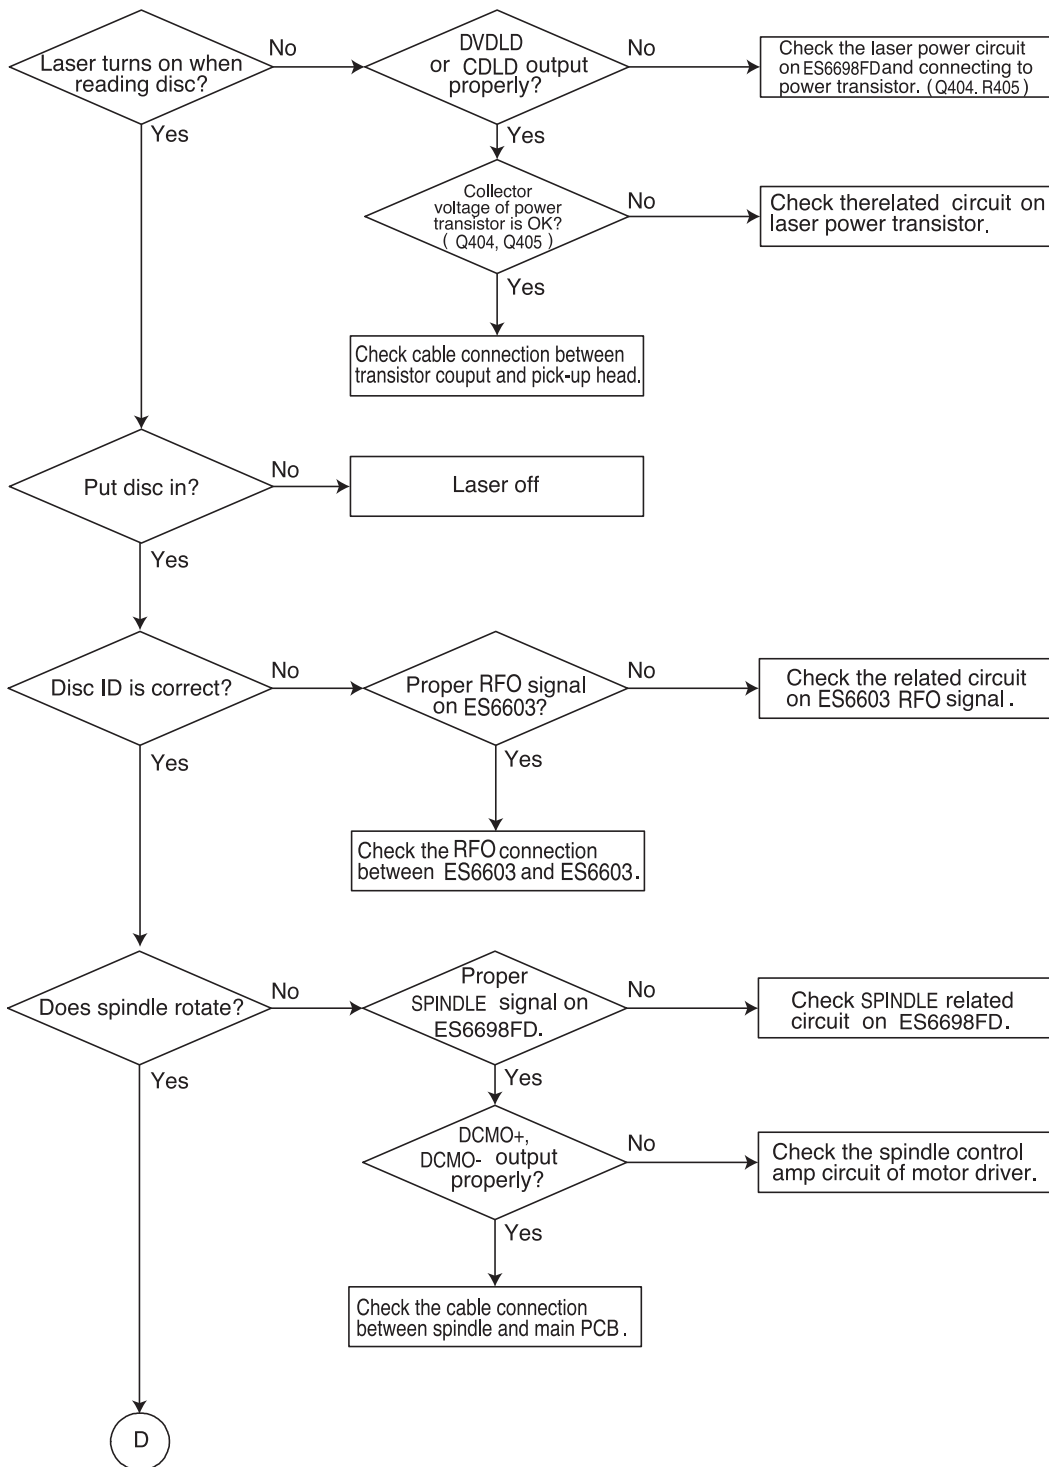 Laser turns on when
reading disc?
No
DVDLD
or CDLD output
properly?
No
Check the laser power circuit
on ES6698FD and connecting to
power transistor. (Q404. R405)
Yes
Yes
Collector
voltage of power
transistor is OK?
( Q404, Q405 )
No
Check therelated circuit on
laser power transistor.
Yes
Check cable connection between
transistor couput and pick-up head.
Put disc in?
No
Laser off
Yes
Disc ID is correct?
No
Proper RFO signal
on ES6603?
No
Check the related circuit
on ES6603 RFO signal.
Yes
Yes
Check the RFO connection
between ES6603 and ES6603.
Does spindle rotate?
No
Proper
SPINDLE signal on
ES6698FD.
No
Check SPINDLE related
circuit on ES6698FD.
Yes
Yes
DCMO+,
DCMO- output
properly?
No
Check the spindle control
amp circuit of motor driver.
Yes
Check the cable connection
between spindle and main PCB.
D